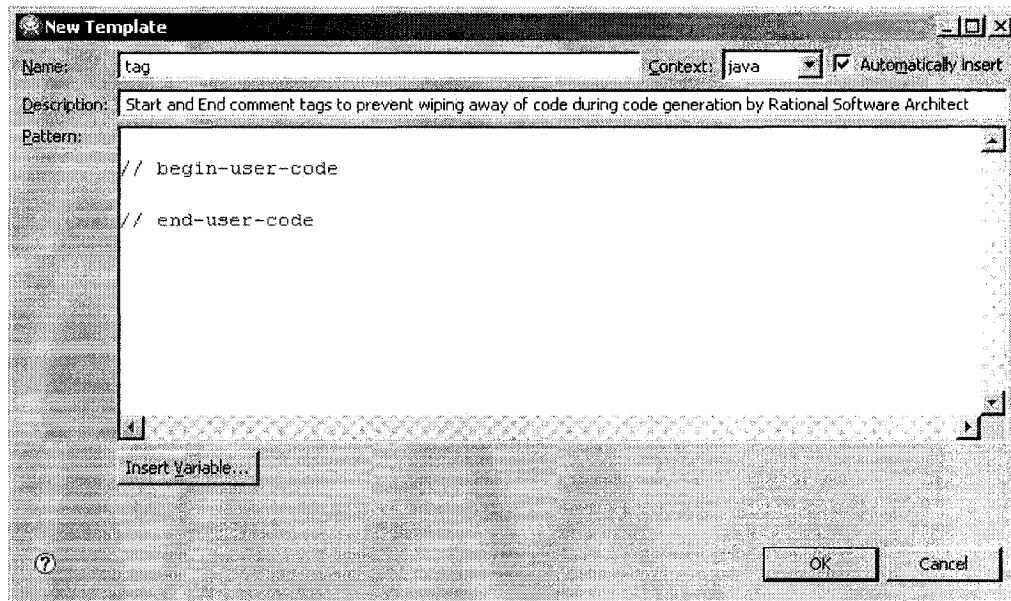 New Template
Name: tag Context: java Automatically insert
Description: Start and End comment tags to prevent wiping away of code during code generation by Rational Software Architect
Pattern:
// begin-user-code
// end-user-code
Insert Variable...
? OK Cancel